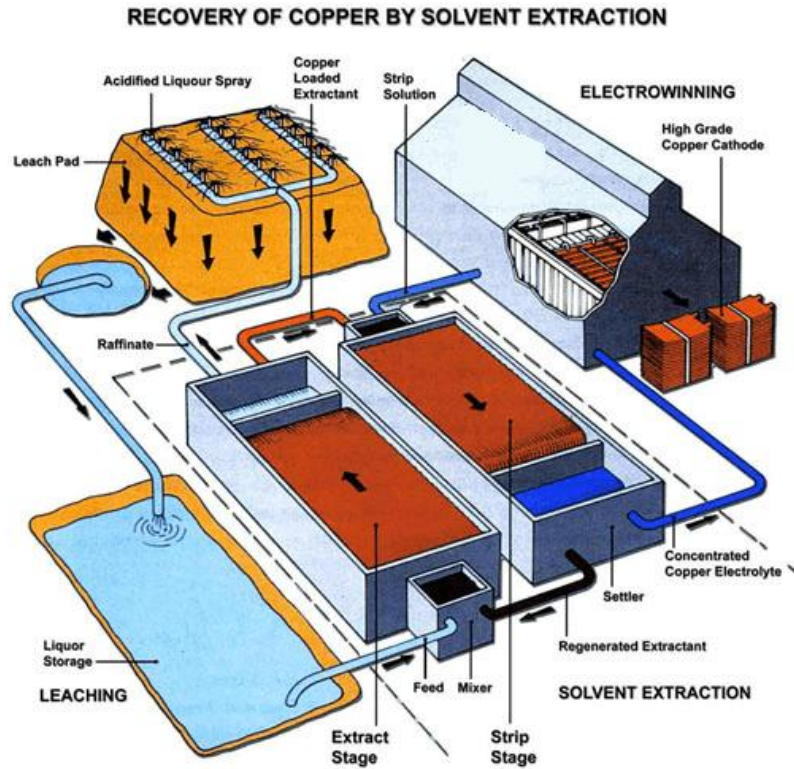 RECOVERY OF COPPER BY SOLVENT EXTRACTION
Acidified Liquour Spray
Copper
Loaded
Extractant
Strip
Solution
ELECTROWINNING
High Grade
Copper Cathode
Leach Pad
Raffinate
Concentrated
Copper Electrolyte
Settler
Regenerated Extractant
Liquor
Storage
LEACHING
Feed
Mixer
SOLVENT EXTRACTION
Extract
Stage
Strip
Stage